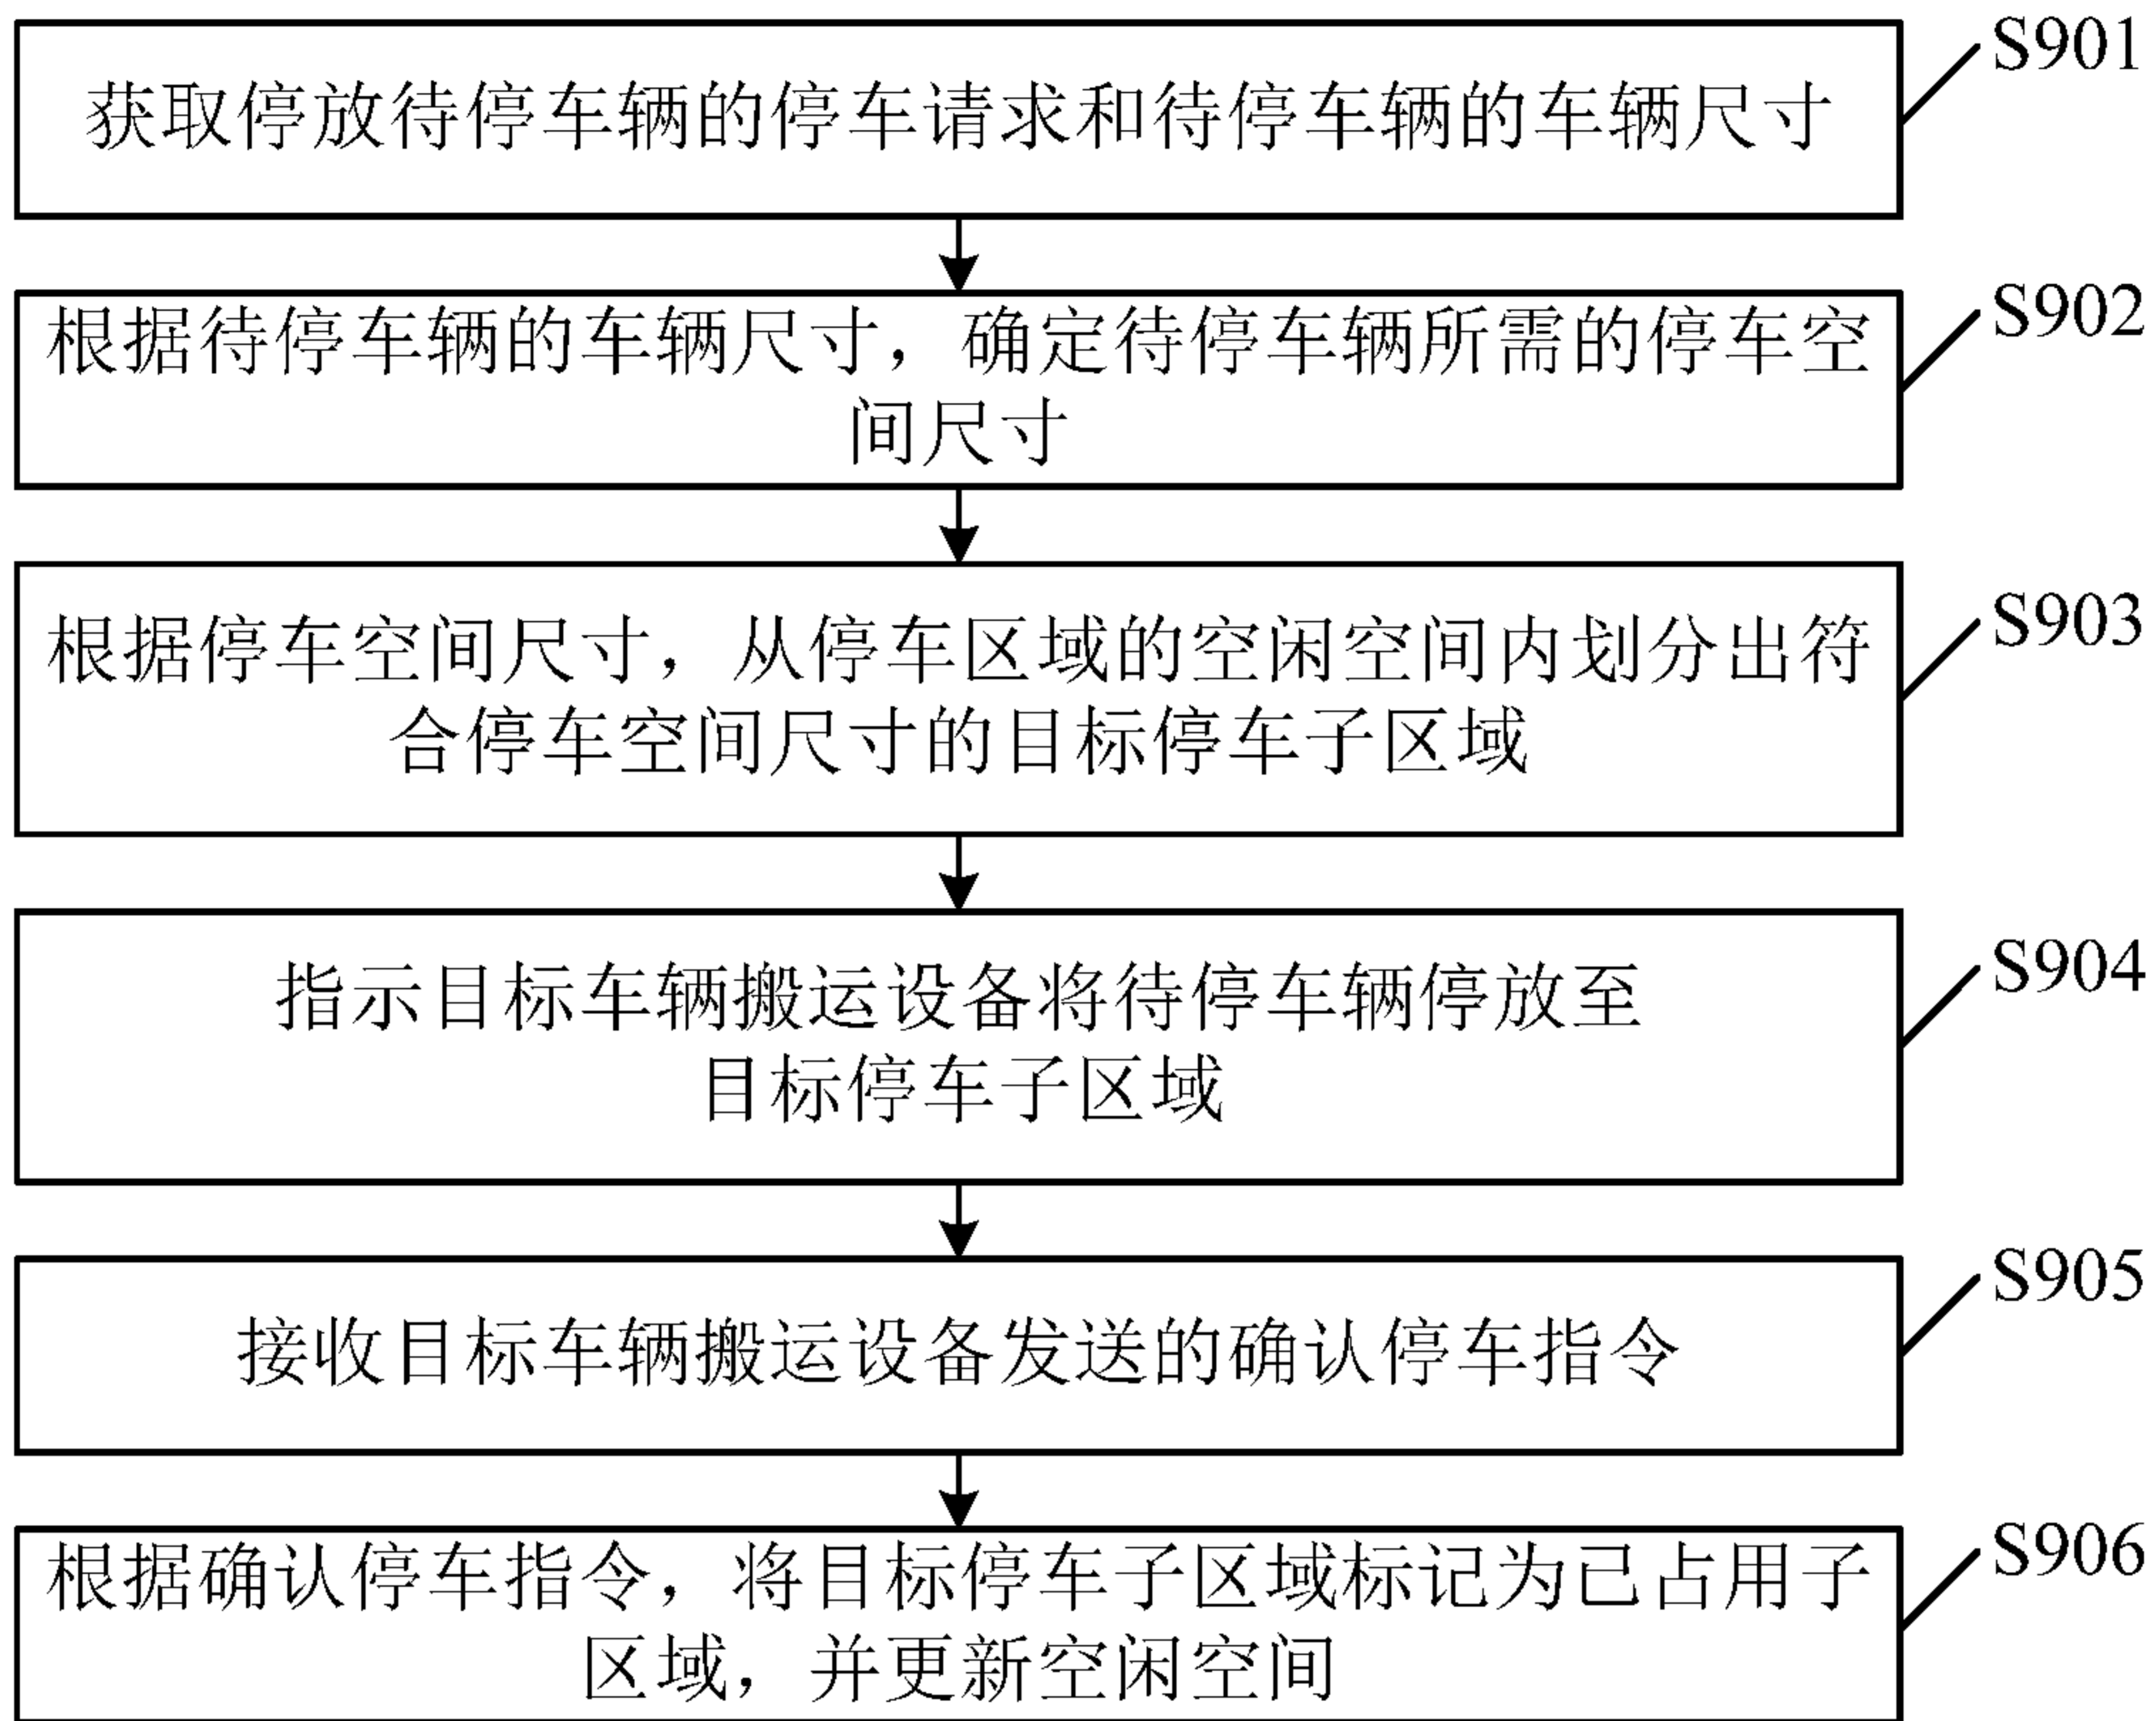 S901
获取停放待停车辆的停车请求和待停车辆的车辆尺寸
S902
根据待停车辆的车辆尺寸，确定待停车辆所需的停车空
间尺寸
S903
根据停车空间尺寸，从停车区域的空闲空间内划分出符
合停车空间尺寸的目标停车子区域
S904
指示目标车辆搬运设备将待停车辆停放至
目标停车子区域
S905
接收目标车辆搬运设备发送的确认停车指令
S906
根据确认停车指令，将目标停车子区域标记为已占用子
区域，并更新空闲空间